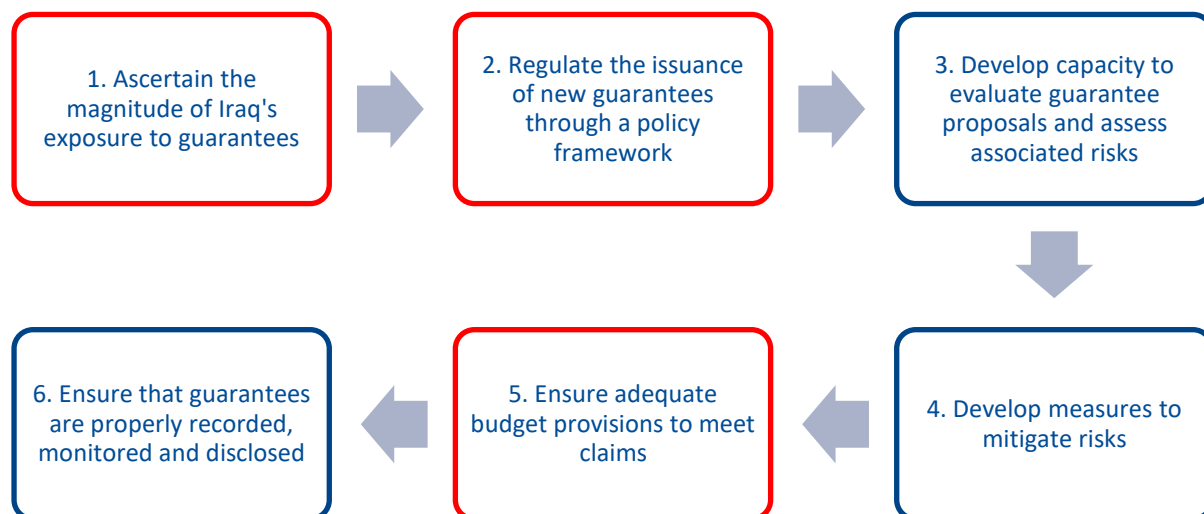 1. Ascertain the
magnitude of Iraq's
exposure to guarantees
2. Regulate the issuance
of new guarantees
through a policy
framework
3. Develop capacity to
evaluate guarantee
proposals and assess
associated risks
4. Develop measures to
mitigate risks
5. Ensure adequate
budget provisions to meet
claims
6. Ensure that guarantees
are properly recorded,
monitored and disclosed